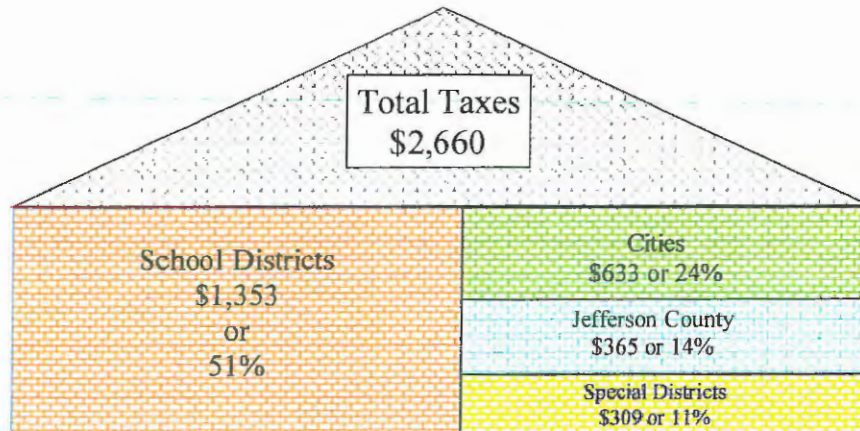 Total Taxes
$2,660
School Districts
$1,353
or
51%
Cities
$633 or 24%
Jefferson County
$365 or 14%
Special Districts
$309 or 11%